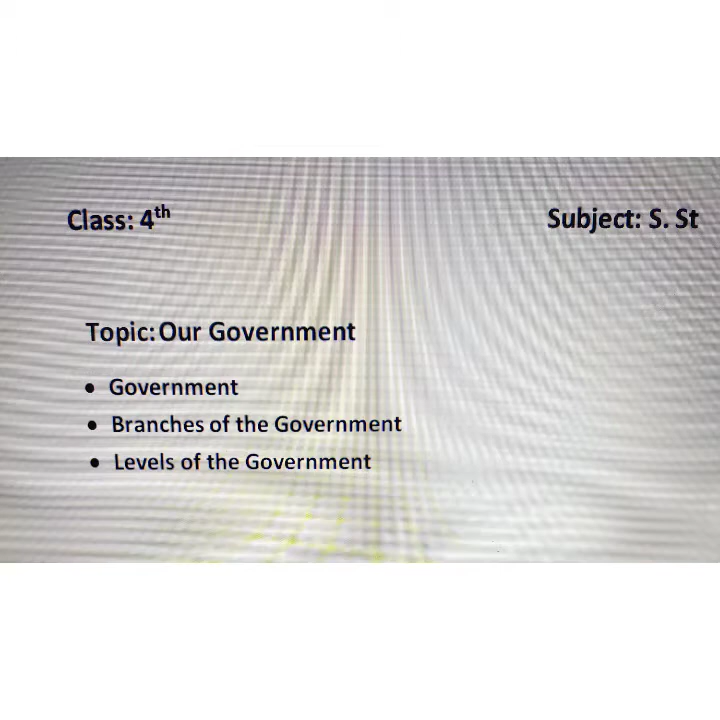 Class: 4th Subject: S. St
Topic: Our Government
• Government
• Branches of the Government
• Levels of the Government